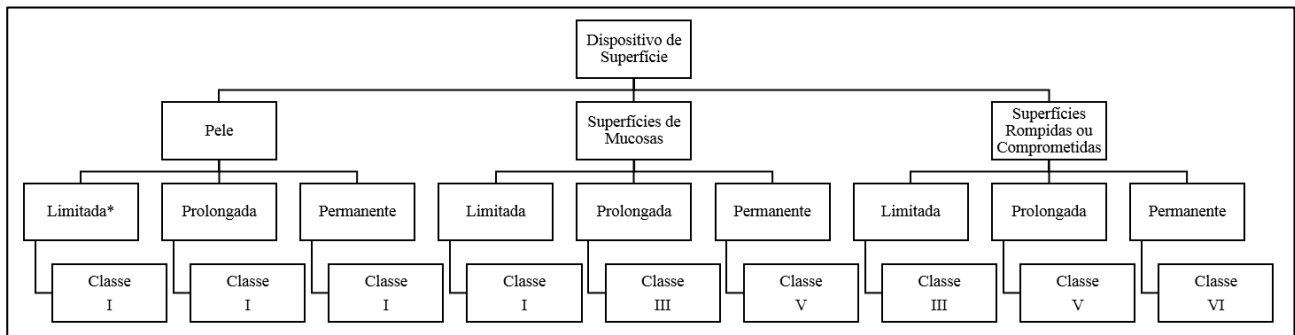 Dispositivo de
Superfície
Pele
Superfícies de
Mucosas
Superfícies
Rompidas ou
Comprometidas
Limitada*
Prolongada
Permanente
Limitada
Prolongada
Permanente
Limitada
Prolongada
Permanente
Classe
I
Classe
I
Classe
I
Classe
I
Classe
III
Classe
V
Classe
III
Classe
V
Classe
VI